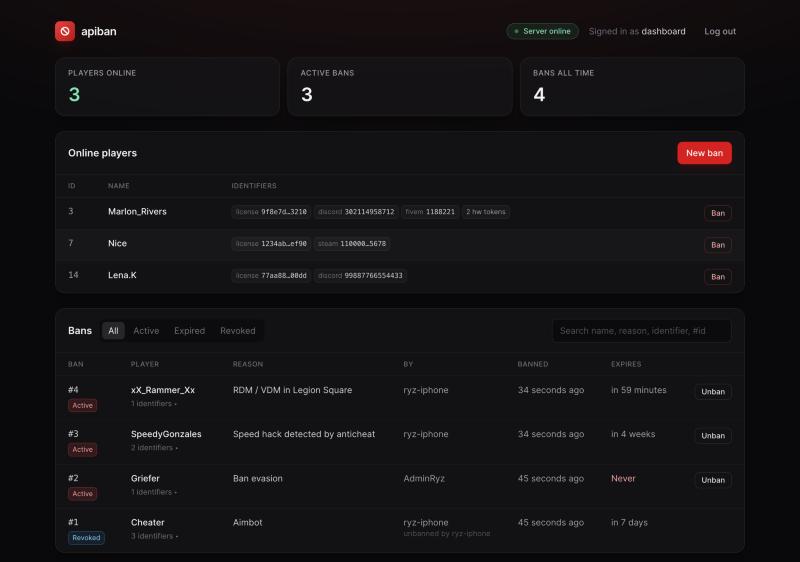 apiban
Server online
Signed in as dashboard
Log out
PLAYERS ONLINE
3
ACTIVE BANS
3
BANS ALL TIME
4
Online players
New ban
ID NAME IDENTIFIERS
3 Marlon_Rivers license 9f8e7d…3210 discord 302114958712 fivem 1188221 2 hw tokens Ban
7 Nice license 1234ab…ef90 steam 110000…5678 Ban
14 Lena.K license 77aa88…00dd discord 99887766554433 Ban
Bans All Active Expired Revoked Search name, reason, identifier, #id
BAN PLAYER REASON BY BANNED EXPIRES
#4 xX_Rammer_Xx RDM / VDM in Legion Square ryz-iphone 34 seconds ago in 59 minutes Unban
Active 1 identifiers
#3 SpeedyGonzales Speed hack detected by anticheat ryz-iphone 34 seconds ago in 4 weeks Unban
Active 2 identifiers
#2 Griefer Ban evasion AdminRyz 45 seconds ago Never Unban
Active 1 identifiers
#1 Cheater Aimbot ryz-iphone 45 seconds ago in 7 days
Revoked 3 identifiers unbanned by ryz-iphone